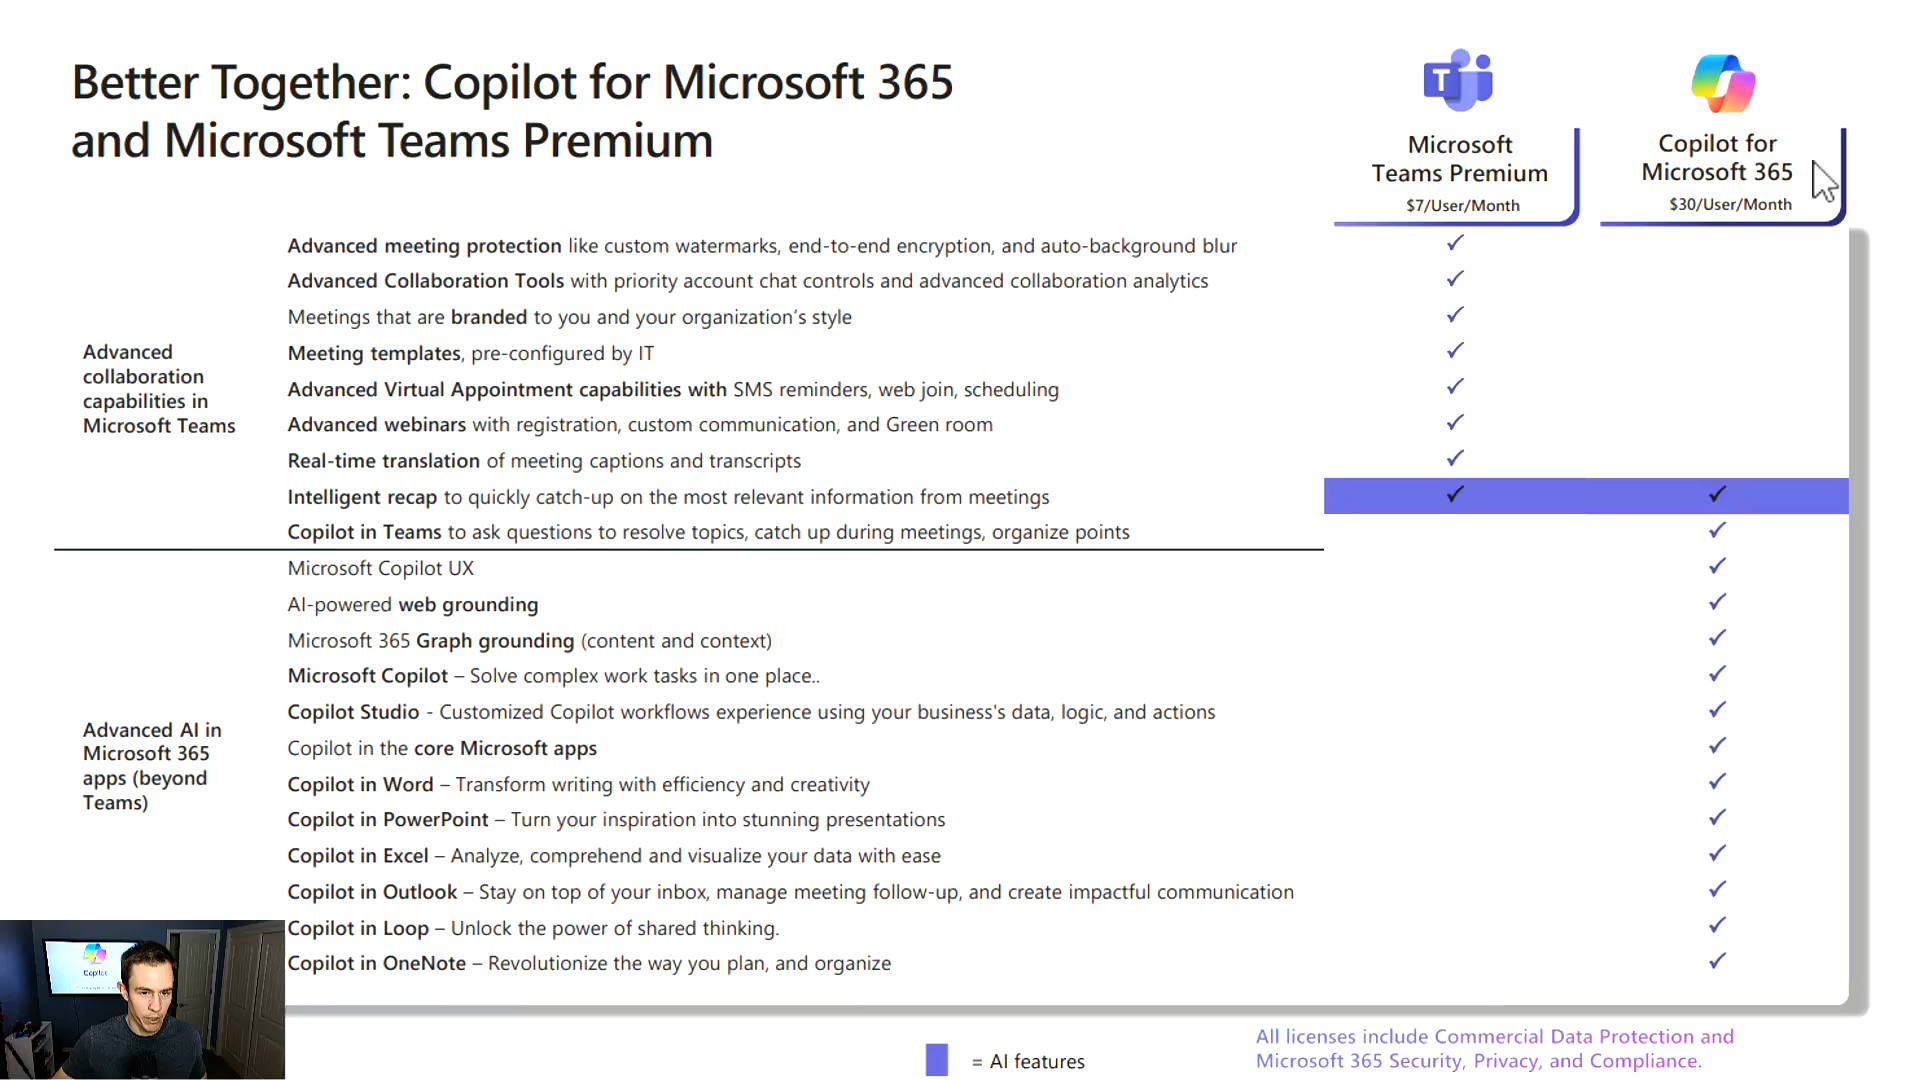 Better Together: Copilot for Microsoft 365
and Microsoft Teams Premium
T
Microsoft
Teams Premium
$7/User/Month
Copilot for
Microsoft 365
$30/User/Month
Advanced
collaboration
capabilities in
Microsoft Teams
Advanced meeting protection like custom watermarks, end-to-end encryption, and auto-background blur ✓
Advanced Collaboration Tools with priority account chat controls and advanced collaboration analytics ✓
Meetings that are branded to you and your organization's style ✓
Meeting templates, pre-configured by IT ✓
Advanced Virtual Appointment capabilities with SMS reminders, web join, scheduling ✓
Advanced webinars with registration, custom communication, and Green room ✓
Real-time translation of meeting captions and transcripts ✓
Intelligent recap to quickly catch-up on the most relevant information from meetings ✓ ✓
Copilot in Teams to ask questions to resolve topics, catch up during meetings, organize points ✓
Advanced AI in
Microsoft 365
apps (beyond
Teams)
Microsoft Copilot UX ✓
AI-powered web grounding ✓
Microsoft 365 Graph grounding (content and context) ✓
Microsoft Copilot – Solve complex work tasks in one place.. ✓
Copilot Studio - Customized Copilot workflows experience using your business's data, logic, and actions ✓
Copilot in the core Microsoft apps ✓
Copilot in Word – Transform writing with efficiency and creativity ✓
Copilot in PowerPoint – Turn your inspiration into stunning presentations ✓
Copilot in Excel – Analyze, comprehend and visualize your data with ease ✓
Copilot in Outlook – Stay on top of your inbox, manage meeting follow-up, and create impactful communication ✓
Copilot in Loop – Unlock the power of shared thinking. ✓
Copilot in OneNote – Revolutionize the way you plan, and organize ✓
Copilot
= AI features
All licenses include Commercial Data Protection and
Microsoft 365 Security, Privacy, and Compliance.